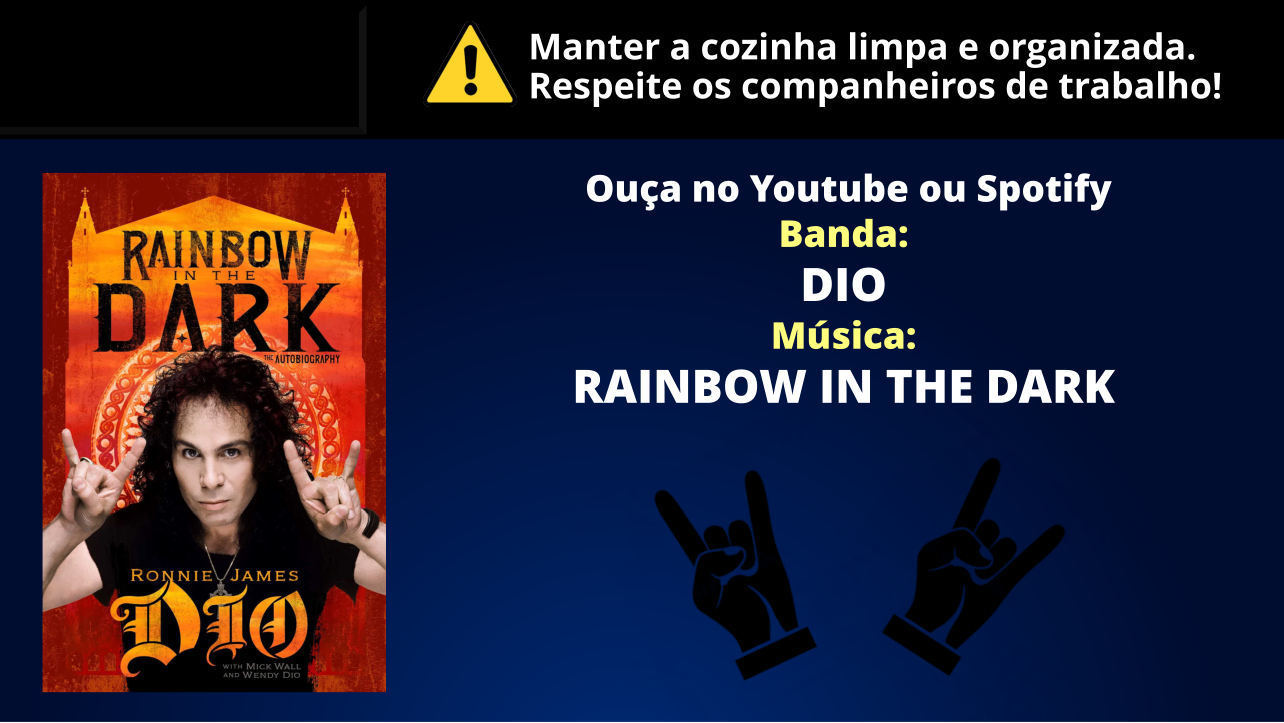 Manter a cozinha limpa e organizada.
Respeite os companheiros de trabalho!
Ouça no Youtube ou Spotify
Banda:
DIO
Música:
RAINBOW IN THE DARK
RAINBOW
IN THE
DARK
THE AUTOBIOGRAPHY
RONNIE JAMES
DIO
WITH MICK WALL
AND WENDY DIO